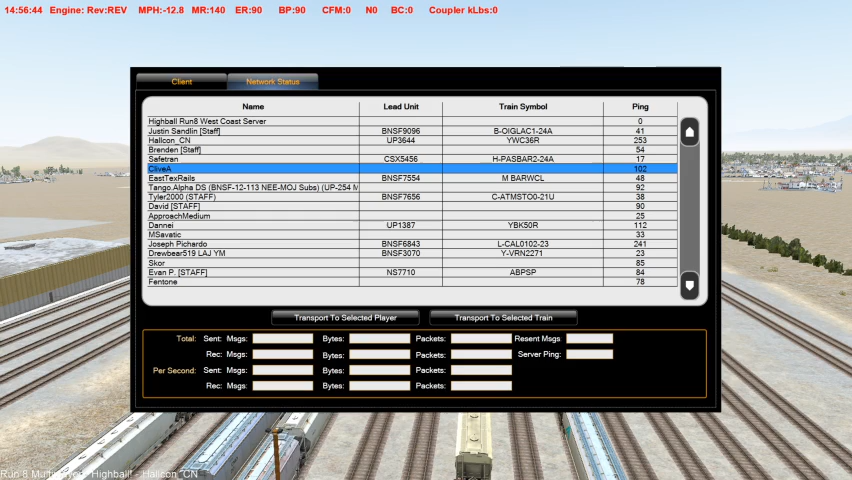 14:56:44 Engine: Rev:REV MPH:-12.8 MR:140 ER:90 BP:90 CFM:0 N0 BC:0 Coupler kLbs:0
Client Network Status
Name Lead Unit Train Symbol Ping
Highball Run8 West Coast Server 0
Justin Sandlin [Staff] BNSF9096 B-OIGLAC1-24A 41
Hallcon_CN UP3644 YWC36R 253
Brenden [Staff] 54
Safetran CSX5456 H-PASBAR2-24A 17
CliveA 102
EastTexRails BNSF7554 M BARWCL 48
Tango.Alpha DS (BNSF-12-113 NEE-MOJ Subs) (UP-254 M 92
Tyler2000 (STAFF) BNSF7656 C-ATMSTO0-21U 38
David [STAFF] 90
ApproachMedium 25
Dannei UP1387 YBK50R 112
MSavatic 33
Joseph Pichardo BNSF6843 L-CAL0102-23 241
Drewbear519 LAJ YM BNSF3070 Y-VRN2271 23
Skor 85
Evan P. [STAFF] NS7710 ABPSP 84
Fentone 78
Transport To Selected Player Transport To Selected Train
Total: Sent: Msgs: Bytes: Packets: Resent Msgs
Rec: Msgs: Bytes: Packets: Server Ping:
Per Second: Sent: Msgs: Bytes: Packets:
Rec: Msgs: Bytes: Packets: